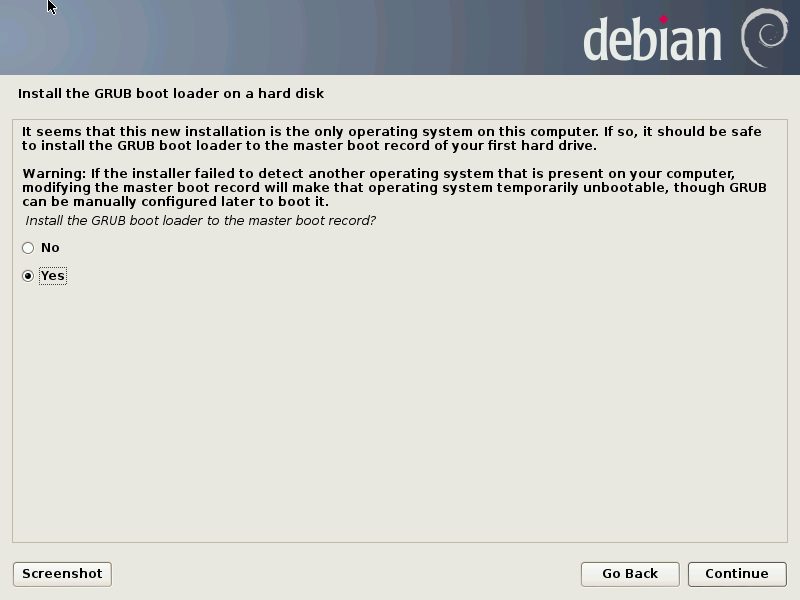 debian
Install the GRUB boot loader on a hard disk
It seems that this new installation is the only operating system on this computer. If so, it should be safe
to install the GRUB boot loader to the master boot record of your first hard drive.
Warning: If the installer failed to detect another operating system that is present on your computer,
modifying the master boot record will make that operating system temporarily unbootable, though GRUB
can be manually configured later to boot it.
Install the GRUB boot loader to the master boot record?
No
Yes
Screenshot
Go Back
Continue